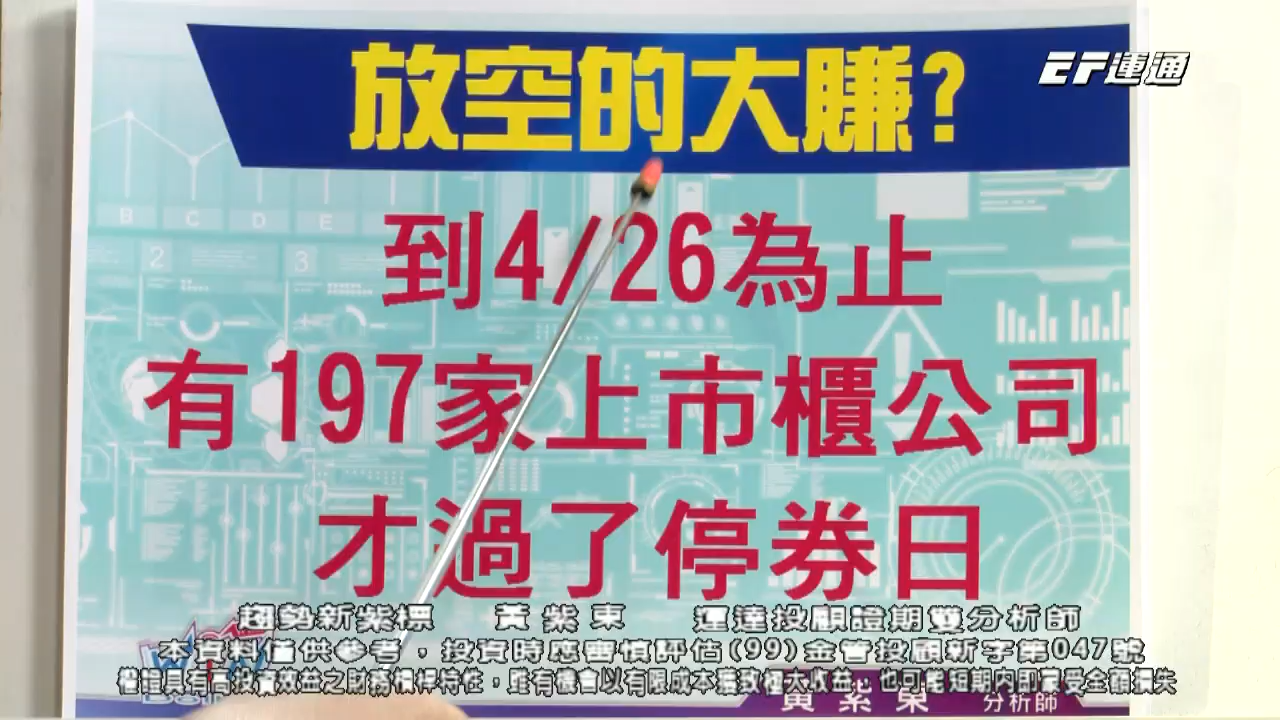 放空的大賺?
EF運通
B C D E
2 3
到4/26為止
有197家上市櫃公司
才過了停券日
趨勢新紫標 黃紫東 運達投顧證期雙分析師
本資料僅供參考，投資時應審慎評估(99)金管投顧新字第047號
權證具有高投資效益之財務槓桿特性，雖有機會以有限成本獲致極大收益，也可能短期內即蒙受金額損失
黃紫東 分析師